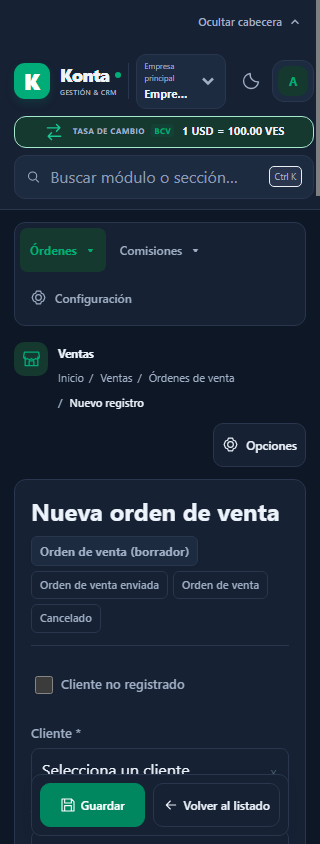 Ocultar cabecera
K
Konta
GESTIÓN & CRM
Empresa
principal
Empre...
A
TASA DE CAMBIO BCV 1 USD = 100.00 VES
Buscar módulo o sección... Ctrl K
Órdenes Comisiones
Configuración
Ventas
Inicio / Ventas / Órdenes de venta
/ Nuevo registro
Opciones
Nueva orden de venta
Orden de venta (borrador)
Orden de venta enviada Orden de venta
Cancelado
Cliente no registrado
Cliente *
Selecciona un cliente
Guardar Volver al listado